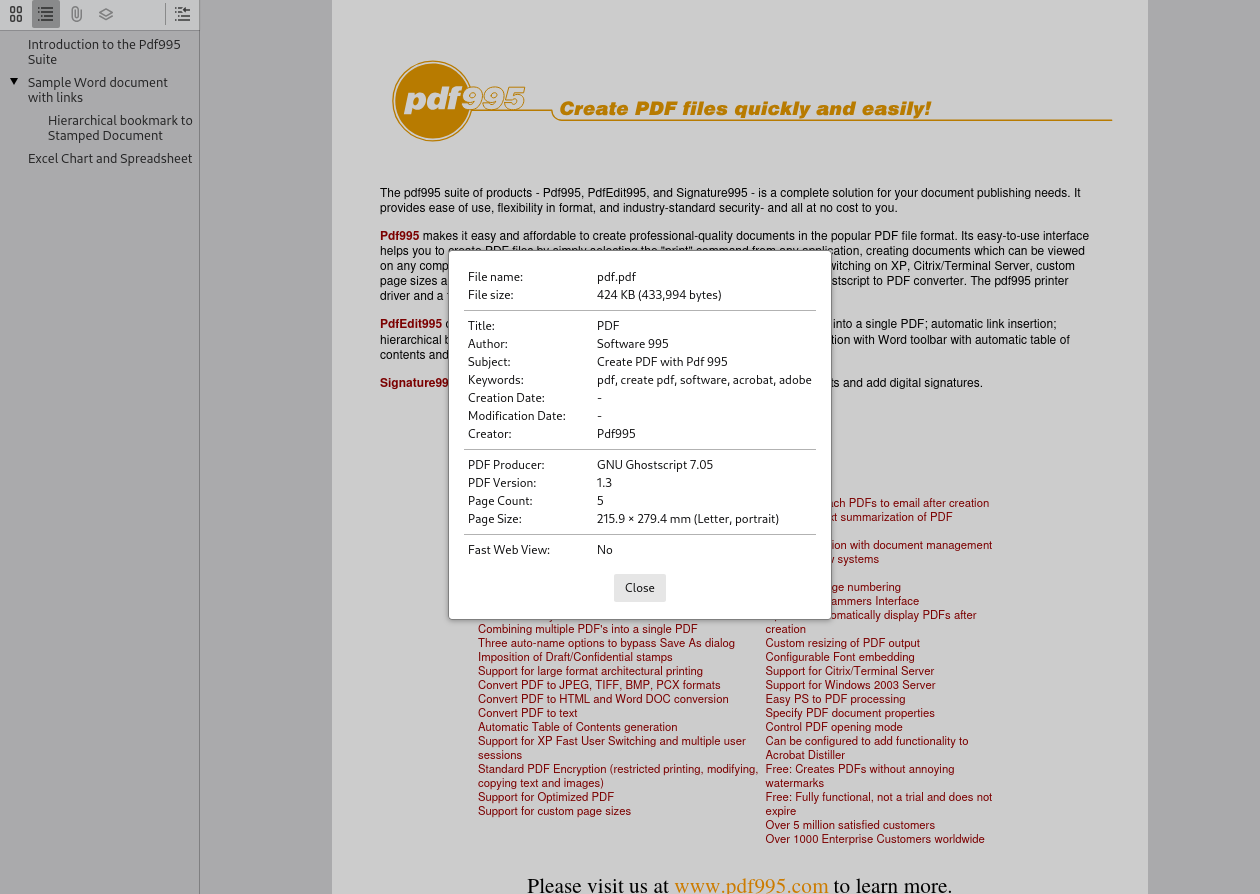 Introduction to the Pdf995
Suite
Sample Word document
with links
Hierarchical bookmark to
Stamped Document
Excel Chart and Spreadsheet
pdf995
Create PDF files quickly and easily!
The pdf995 suite of products - Pdf995, PdfEdit995, and Signature995 - is a complete solution for your document publishing needs. It
provides ease of use, flexibility in format, and industry-standard security- and all at no cost to you.
Pdf995 makes it easy and affordable to create professional-quality documents in the popular PDF file format. Its easy-to-use interface
helps you to create PDF files by simply selecting the "print" command from any application, creating documents which can be viewed
on any comp witching on XP, Citrix/Terminal Server, custom
page sizes a stscript to PDF converter. The pdf995 printer
driver and a
PdfEdit995 into a single PDF; automatic link insertion;
hierarchical tion with Word toolbar with automatic table of
contents and
Signature99 ts and add digital signatures.
File name: pdf.pdf
File size: 424 KB (433,994 bytes)
Title: PDF
Author: Software 995
Subject: Create PDF with Pdf 995
Keywords: pdf, create pdf, software, acrobat, adobe
Creation Date: -
Modification Date: -
Creator: Pdf995
PDF Producer: GNU Ghostscript 7.05
PDF Version: 1.3
Page Count: 5
Page Size: 215.9 × 279.4 mm (Letter, portrait)
Fast Web View: No
Close
Combining multiple PDF's into a single PDF
Three auto-name options to bypass Save As dialog
Imposition of Draft/Confidential stamps
Support for large format architectural printing
Convert PDF to JPEG, TIFF, BMP, PCX formats
Convert PDF to HTML and Word DOC conversion
Convert PDF to text
Automatic Table of Contents generation
Support for XP Fast User Switching and multiple user
sessions
Standard PDF Encryption (restricted printing, modifying,
copying text and images)
Support for Optimized PDF
Support for custom page sizes
ach PDFs to email after creation
xt summarization of PDF
ion with document management
systems
ge numbering
ammers Interface
omatically display PDFs after
creation
Custom resizing of PDF output
Configurable Font embedding
Support for Citrix/Terminal Server
Support for Windows 2003 Server
Easy PS to PDF processing
Specify PDF document properties
Control PDF opening mode
Can be configured to add functionality to
Acrobat Distiller
Free: Creates PDFs without annoying
watermarks
Free: Fully functional, not a trial and does not
expire
Over 5 million satisfied customers
Over 1000 Enterprise Customers worldwide
Please visit us at www.pdf995.com to learn more.